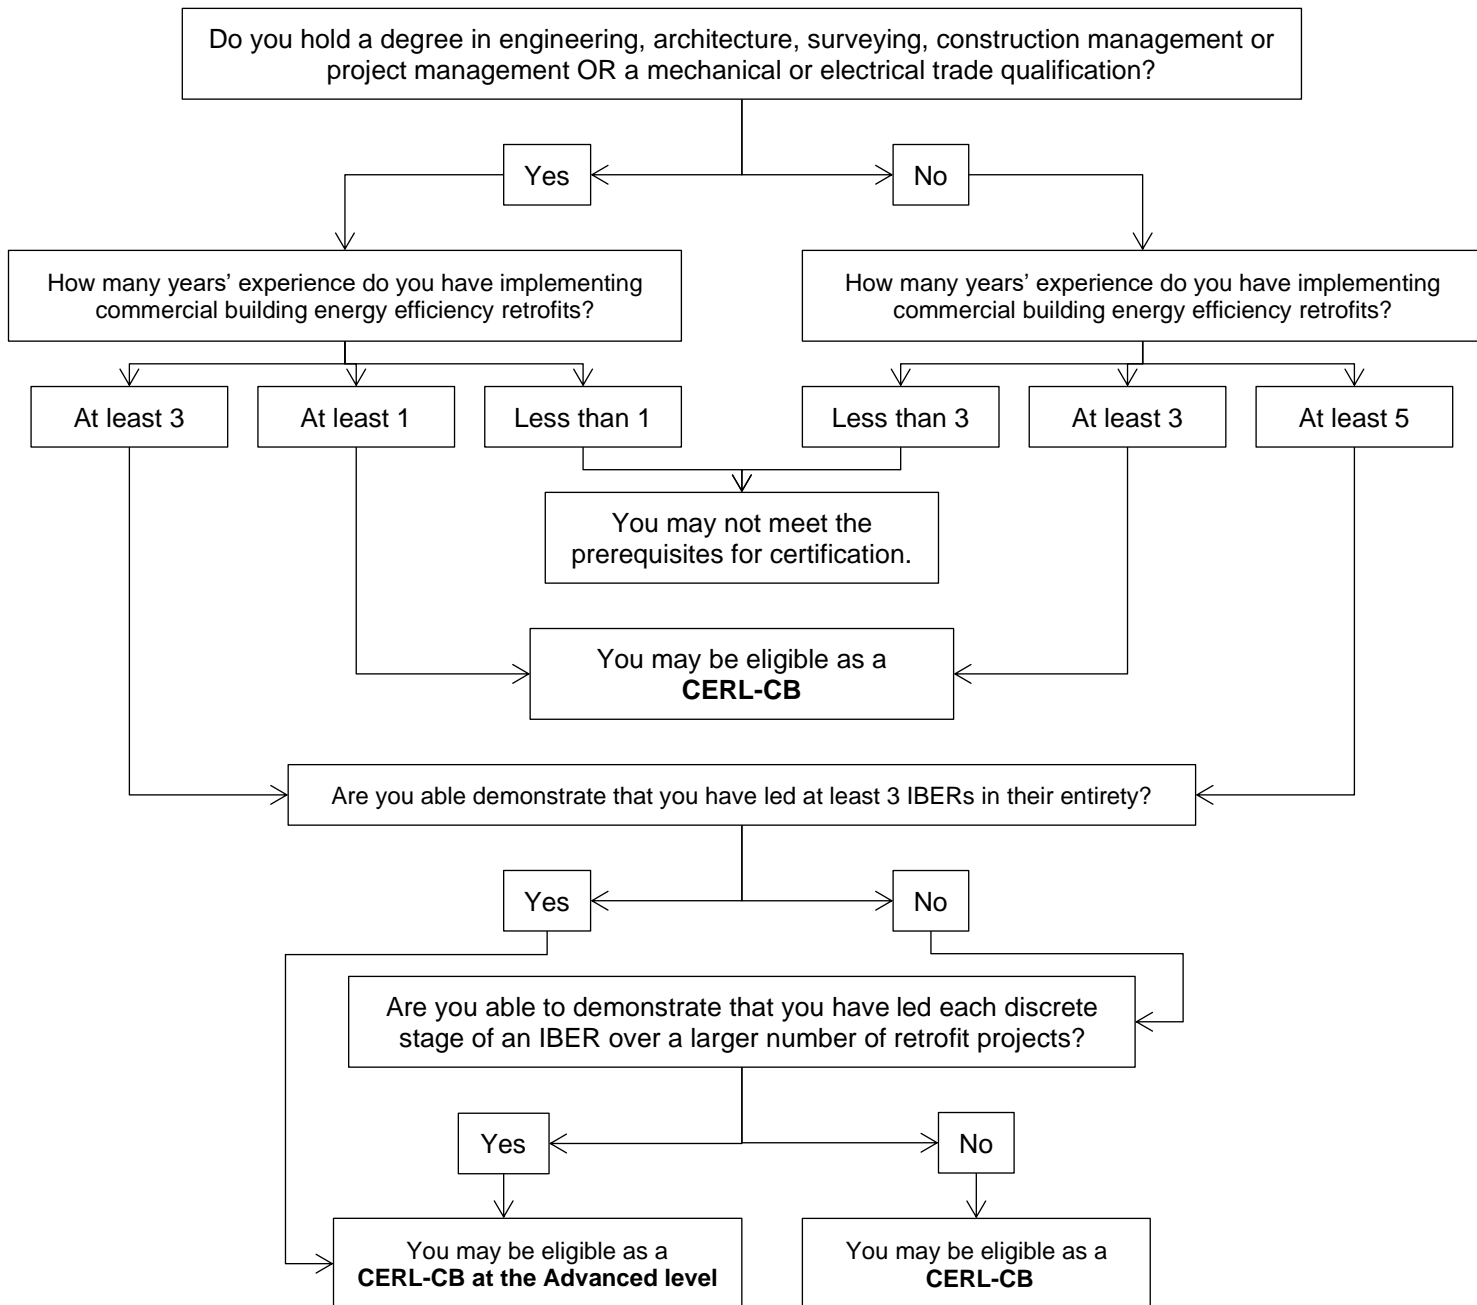 Do you hold a degree in engineering, architecture, surveying, construction management or
project management OR a mechanical or electrical trade qualification?
Yes
No
How many years’ experience do you have implementing
commercial building energy efficiency retrofits?
How many years’ experience do you have implementing
commercial building energy efficiency retrofits?
At least 3
At least 1
Less than 1
Less than 3
At least 3
At least 5
You may not meet the
prerequisites for certification.
You may be eligible as a
CERL-CB
Are you able demonstrate that you have led at least 3 IBERs in their entirety?
Yes
No
Are you able to demonstrate that you have led each discrete
stage of an IBER over a larger number of retrofit projects?
Yes
No
You may be eligible as a
CERL-CB at the Advanced level
You may be eligible as a
CERL-CB